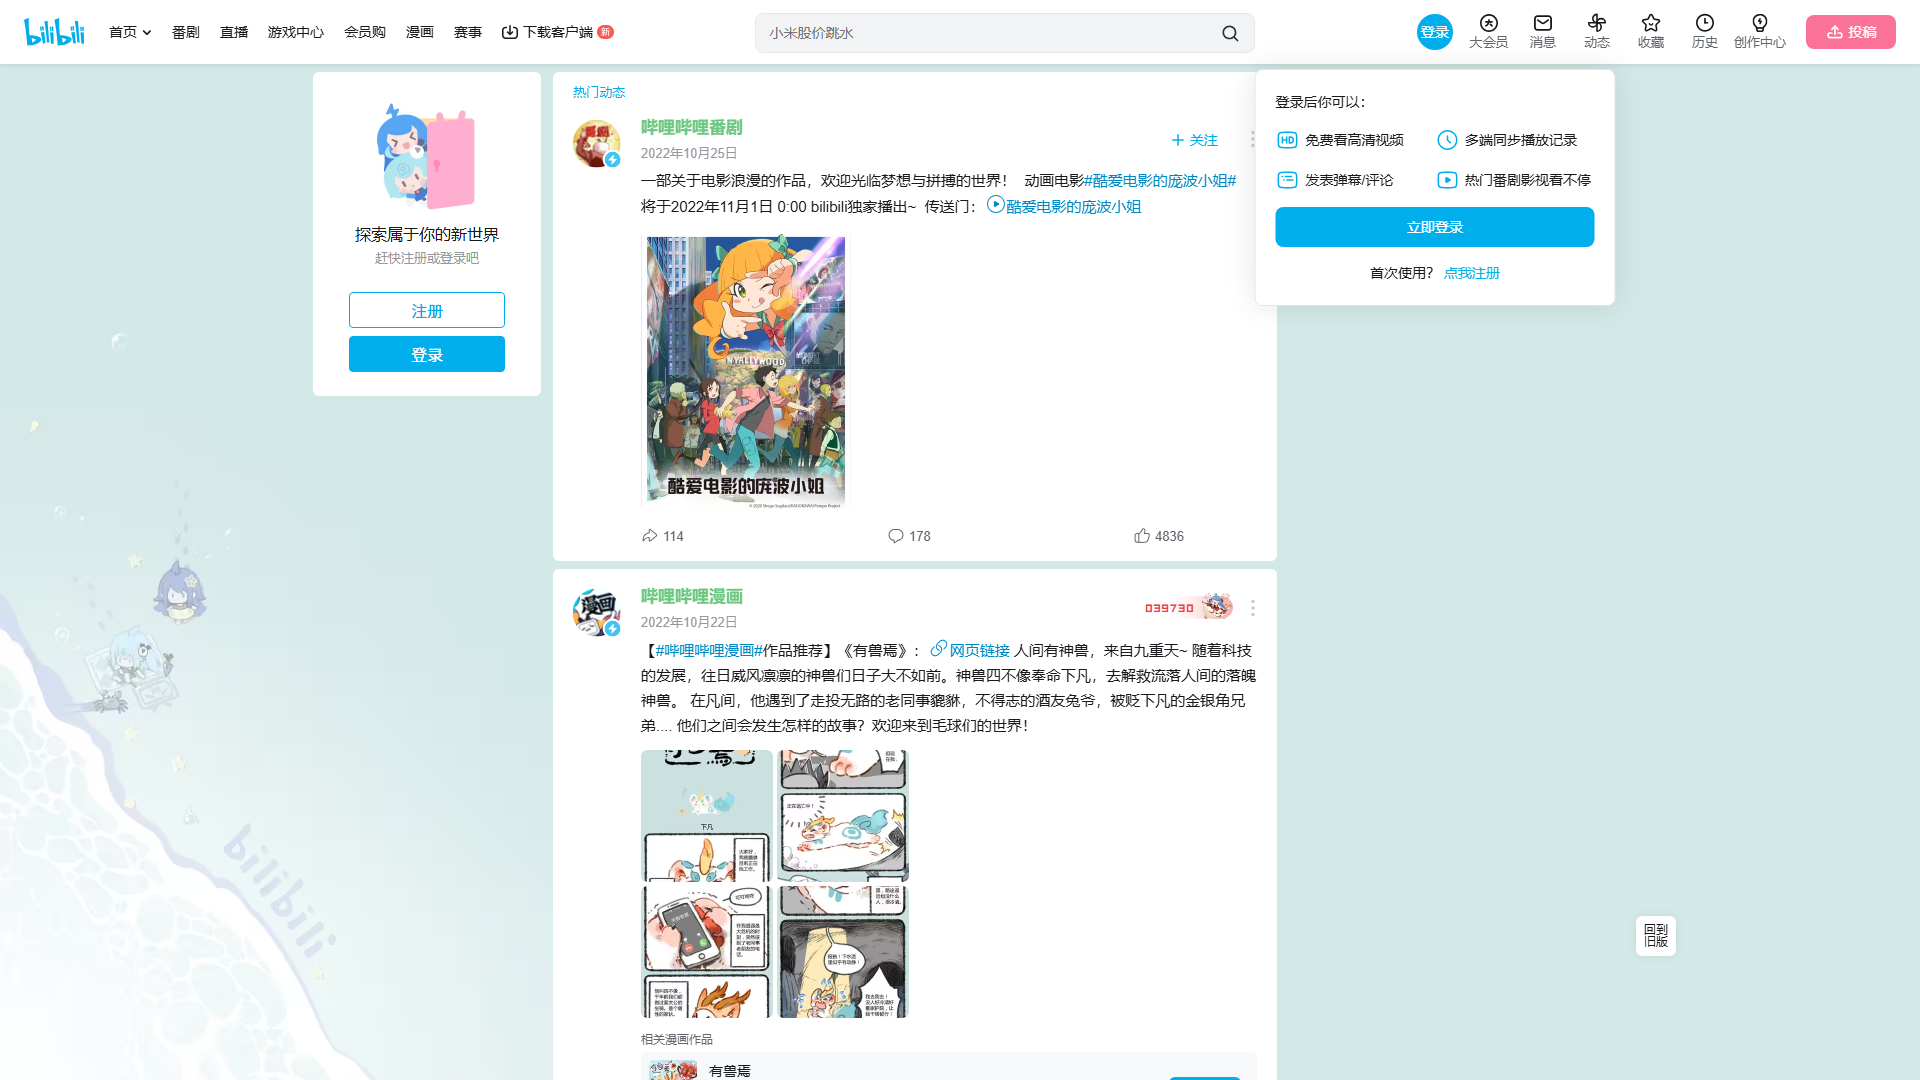 bilibili
首页 番剧 直播 游戏中心 会员购 漫画 赛事 下载客户端 新
小米股价跳水
登录 大会员 消息 动态 收藏 历史 创作中心 投稿
探索属于你的新世界
赶快注册或登录吧
注册
登录
热门动态
哔哩哔哩番剧
2022年10月25日
关注
一部关于电影浪漫的作品，欢迎光临梦想与拼搏的世界！ 动画电影#酷爱电影的庞波小姐#
将于2022年11月1日 0:00 bilibili独家播出~ 传送门：酷爱电影的庞波小姐
NYALLYWOOD
酷爱电影的庞波小姐
114 178 4836
登录后你可以：
HD 免费看高清视频 多端同步播放记录
发表弹幕/评论 热门番剧影视看不停
立即登录
首次使用？ 点我注册
漫画
哔哩哔哩漫画
2022年10月22日
039730
【#哔哩哔哩漫画#作品推荐】《有兽焉》：网页链接 人间有神兽，来自九重天~ 随着科技
的发展，往日威风凛凛的神兽们日子大不如前。神兽四不像奉命下凡，去解救流落人间的落魄
神兽。 在凡间，他遇到了走投无路的老同事貔貅，不得志的酒友兔爷，被贬下凡的金银角兄
弟.... 他们之间会发生怎样的故事？欢迎来到毛球们的世界！
下凡
相关漫画作品
有兽焉
bilibili
回到
旧版